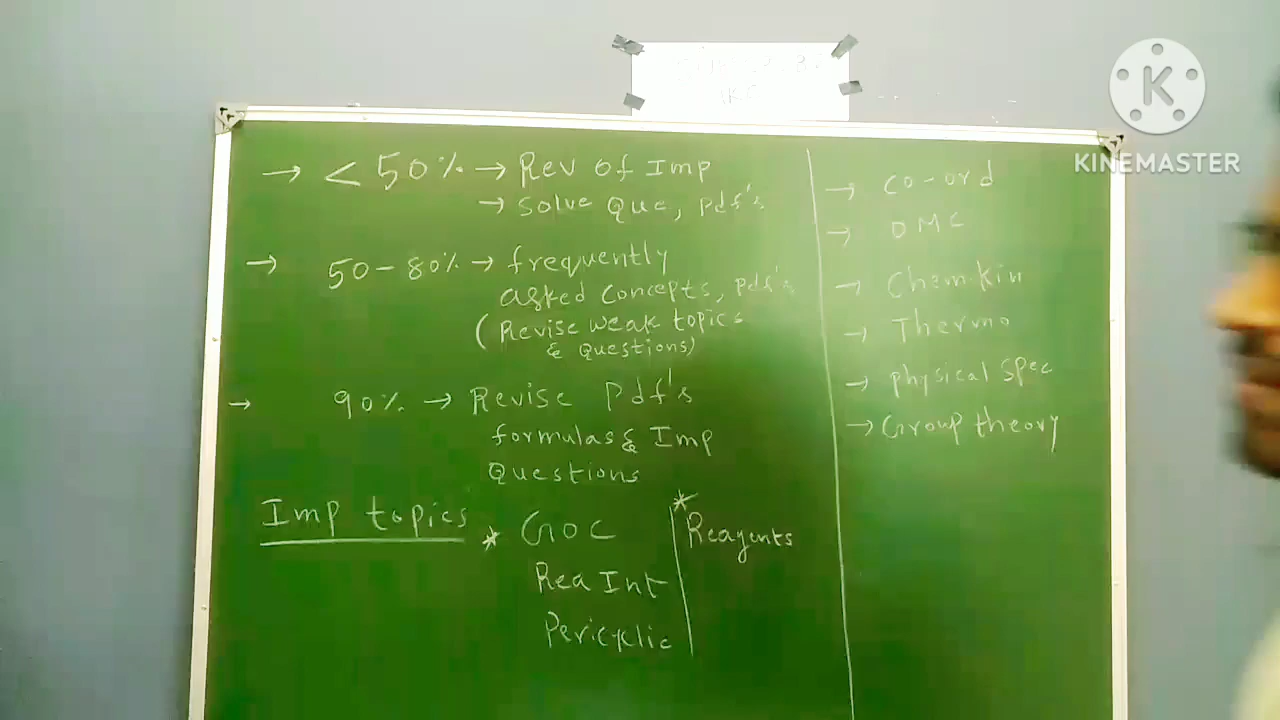 → < 50% → Rev of Imp
→ Solve Que, Pdf's
→ 50-80% → frequently
asked concepts, Pdf's
(Revise weak topics
& questions)
→ 90% → Revise Pdf's
formulas & Imp
Questions
Imp topics * GOC
Rea Int
Pericyclic
* Reagents
→ Co-ord
→ OMC
→ Chem.kin
→ Thermo
→ Physical Spec
→ Group theory
K
KINEMASTER